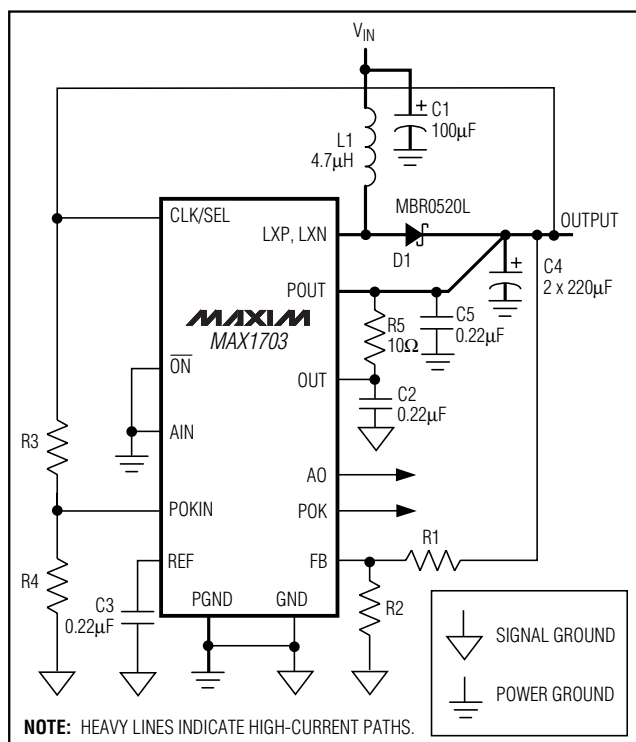 VIN
+
C1
100µF
L1
4.7µH
MBR0520L
CLK/SEL
LXP, LXN
OUTPUT
D1
+
C4
2 x 220µF
POUT
MAXIM
MAX1703
R5
10Ω
C5
0.22µF
ON
OUT
C2
0.22µF
R3
AIN
AO
POKIN
POK
R1
R4
REF
FB
C3
0.22µF
PGND
GND
R2
SIGNAL GROUND
POWER GROUND
NOTE: HEAVY LINES INDICATE HIGH-CURRENT PATHS.